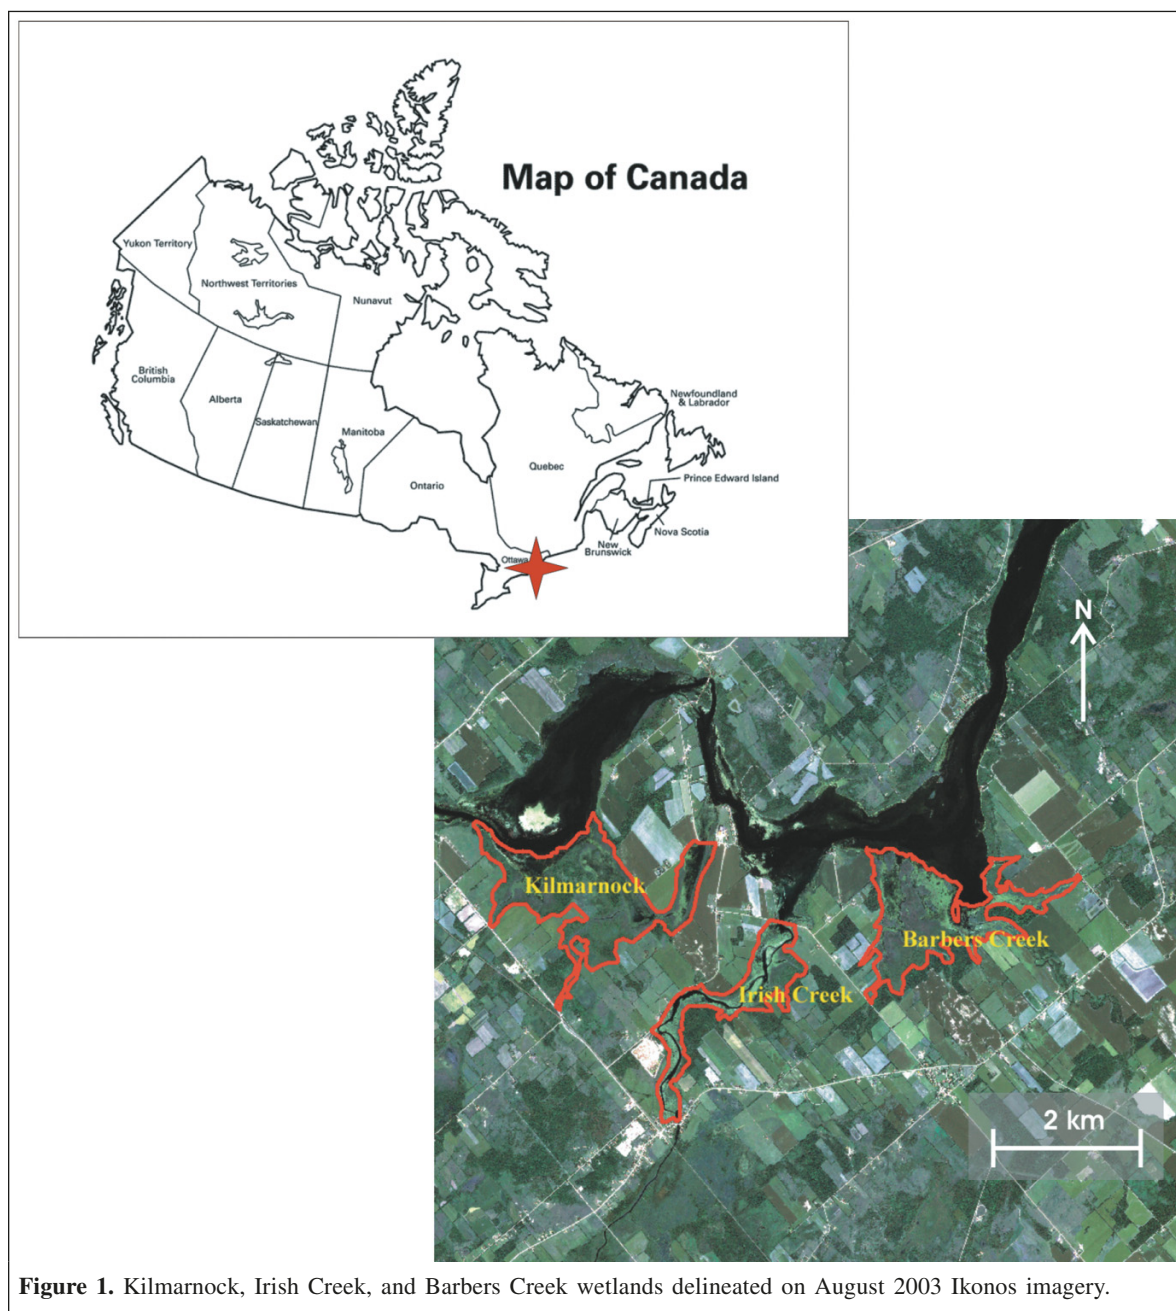 Map of Canada
Yukon Territory
Northwest Territories
Nunavut
British
Columbia
Alberta
Saskatchewan
Manitoba
Ontario
Quebec
Newfoundland
& Labrador
Prince Edward Island
Nova Scotia
New
Brunswick
Ottawa
N
Kilmarnock
Barbers Creek
Irish Creek
2 km
Figure 1. Kilmarnock, Irish Creek, and Barbers Creek wetlands delineated on August 2003 Ikonos imagery.